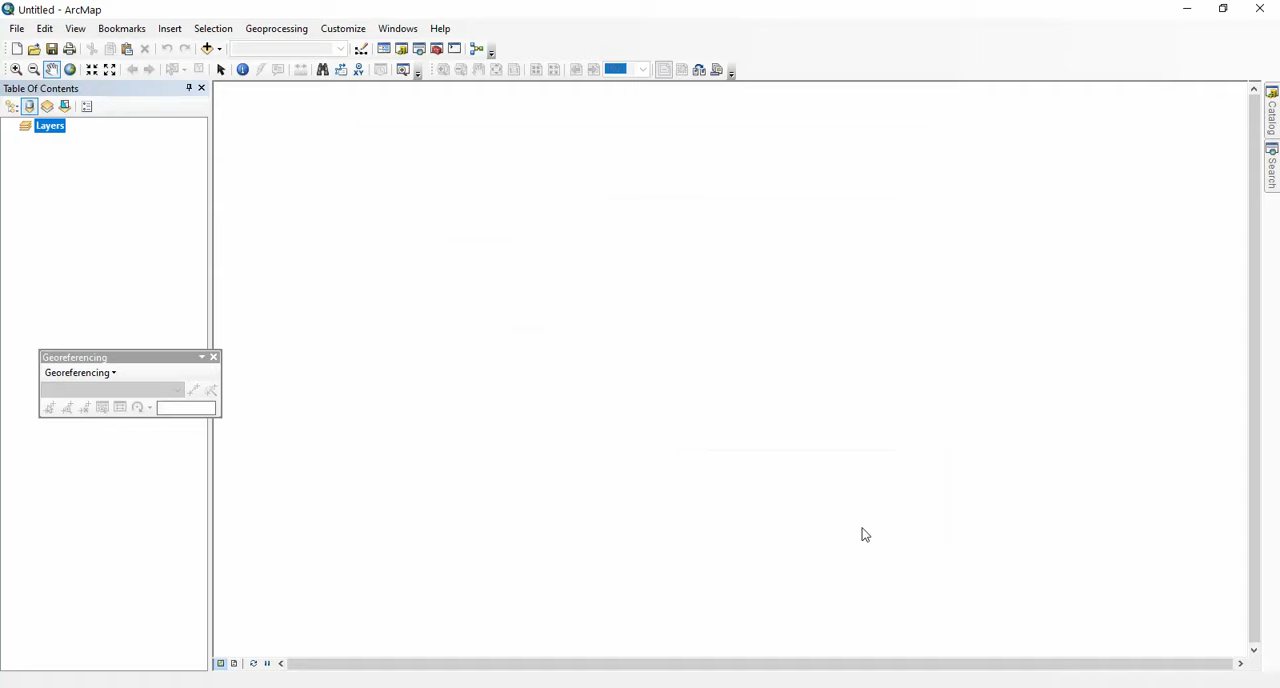 Untitled - ArcMap
File Edit View Bookmarks Insert Selection Geoprocessing Customize Windows Help
Table Of Contents
Layers
Georeferencing
Georeferencing
Catalog
Search